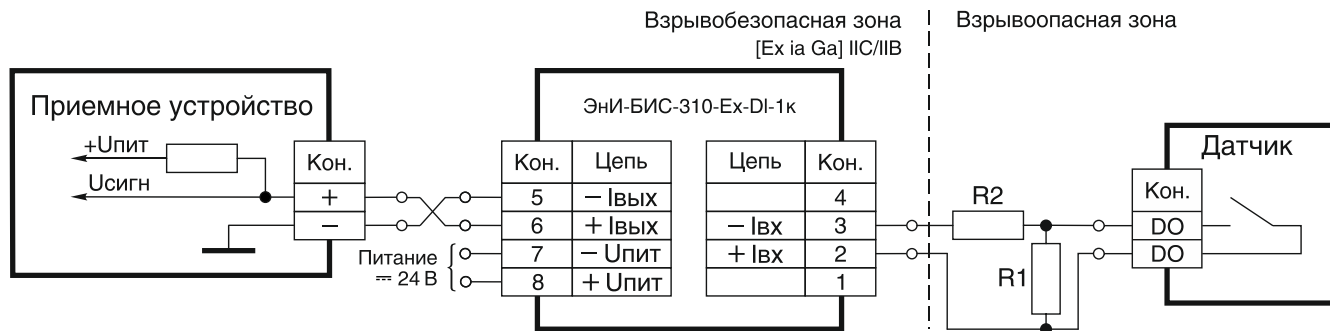 Взрывобезопасная зона
[Ex ia Ga] IIC/IIB
Взрывоопасная зона
Приемное устройство
+Uпит
Uсигн
Кон.
+
−
ЭнИ-БИС-310-Ex-DI-1к
Кон. Цепь
5 − Iвых
6 + Iвых
7 − Uпит
8 + Uпит
Питание
⎓ 24 В
Цепь Кон.
4
− Iвх 3
+ Iвх 2
1
R2
R1
Датчик
Кон.
DO
DO